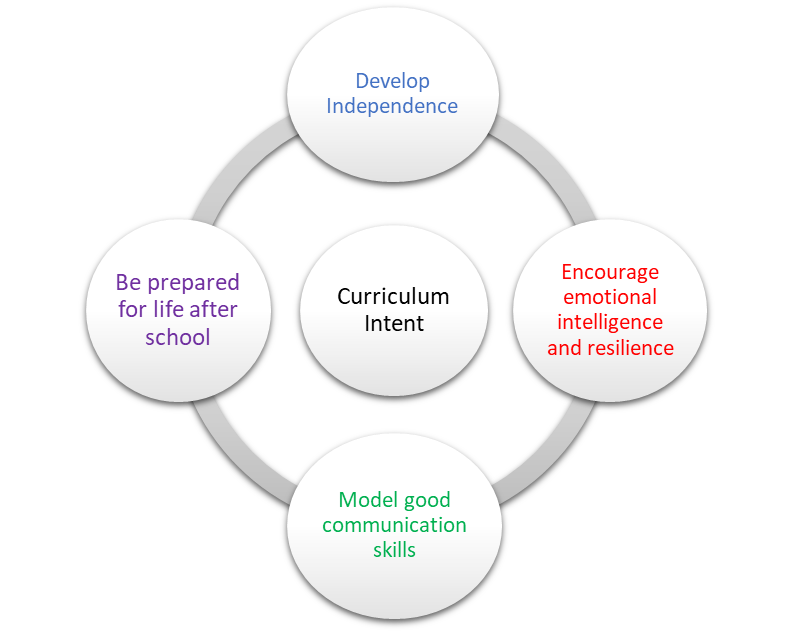 Develop
Independence
Encourage
emotional
intelligence
and resilience
Be prepared
for life after
school
Curriculum
Intent
Model good
communication
skills